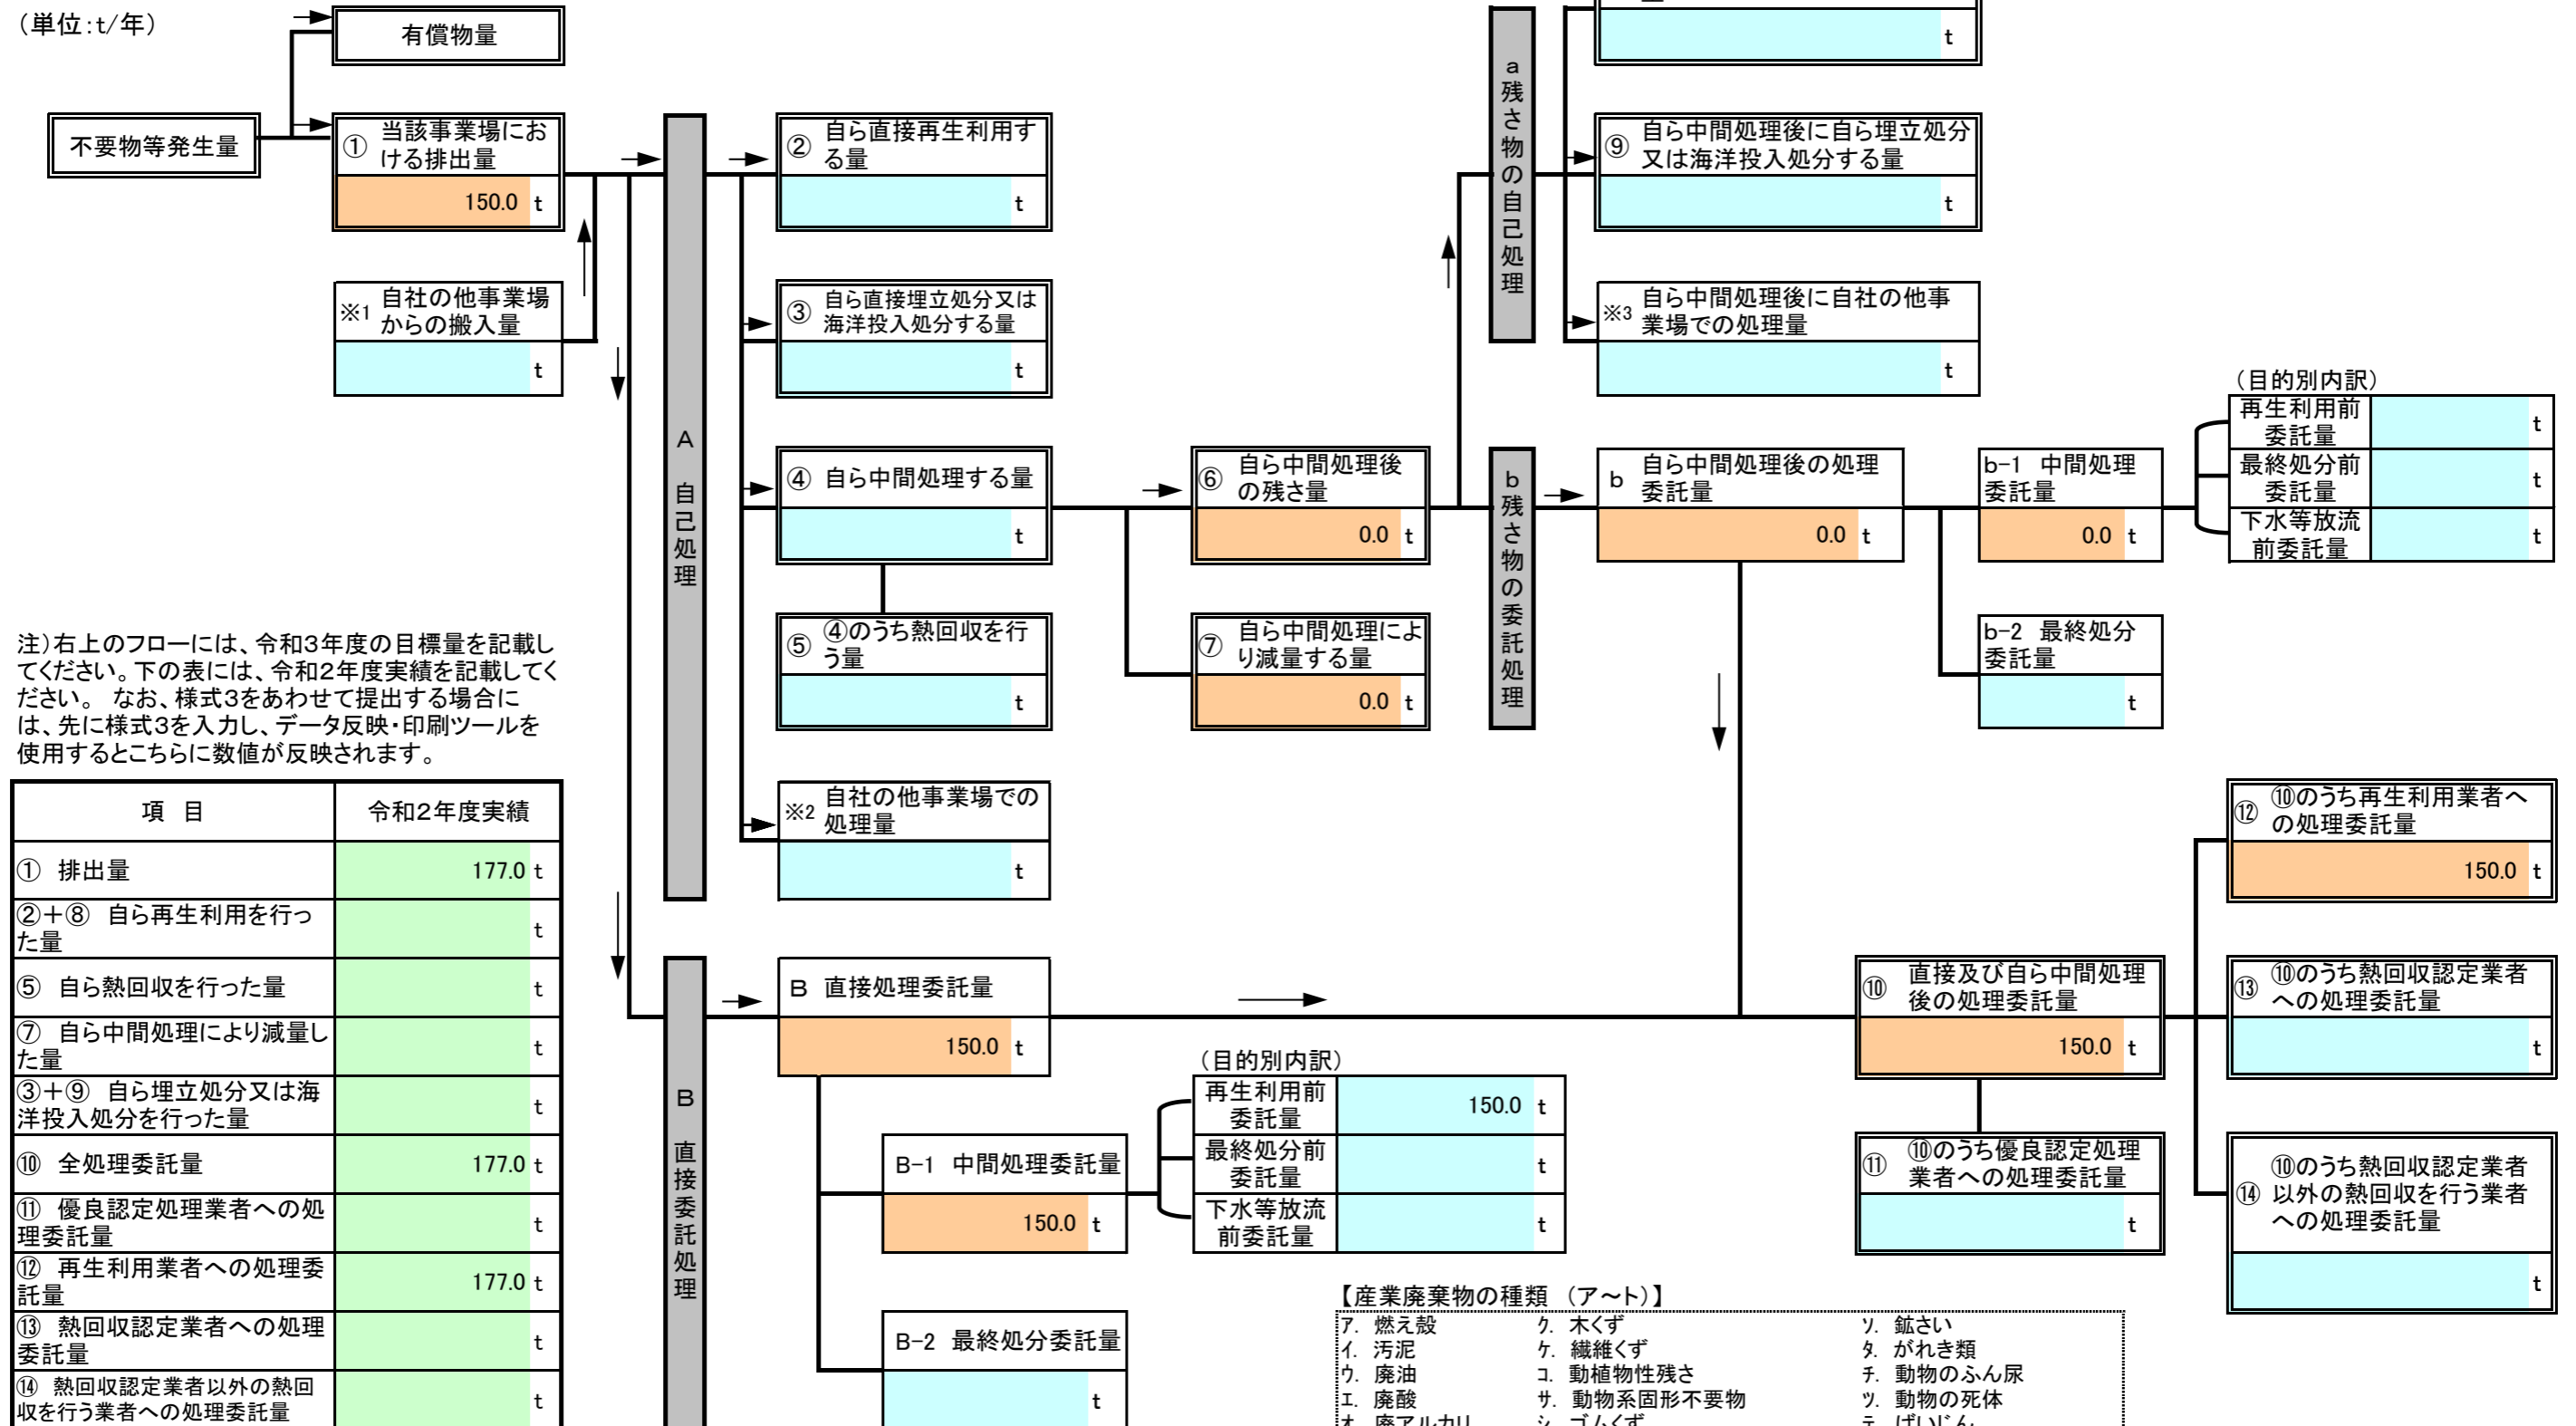 （単位：t/年）
有償物量
不要物等発生量
① 当該事業場にお
ける排出量
150.0 t
※1 自社の他事業場
からの搬入量
t
A 自己処理
② 自ら直接再生利用す
る量
t
③ 自ら直接埋立処分又は
海洋投入処分する量
t
④ 自ら中間処理する量
t
⑤ ④のうち熱回収を行
う量
t
※2 自社の他事業場での
処理量
t
⑥ 自ら中間処理後
の残さ量
0.0 t
⑦ 自ら中間処理によ
り減量する量
0.0 t
a 残さ物の自己処理
t
⑨ 自ら中間処理後に自ら埋立処分
又は海洋投入処分する量
t
※3 自ら中間処理後に自社の他事
業場での処理量
t
b 残さ物の委託処理
b 自ら中間処理後の処理
委託量
0.0 t
b-1 中間処理
委託量
0.0 t
b-2 最終処分
委託量
t
（目的別内訳）
再生利用前
委託量
t
最終処分前
委託量
t
下水等放流
前委託量
t
注）右上のフローには、令和3年度の目標量を記載し
てください。下の表には、令和2年度実績を記載してく
ださい。 なお、様式3をあわせて提出する場合に
は、先に様式3を入力し、データ反映・印刷ツールを
使用するとこちらに数値が反映されます。
項 目 令和2年度実績
① 排出量 177.0 t
②＋⑧ 自ら再生利用を行っ
た量 t
⑤ 自ら熱回収を行った量 t
⑦ 自ら中間処理により減量し
た量 t
③＋⑨ 自ら埋立処分又は海
洋投入処分を行った量 t
⑩ 全処理委託量 177.0 t
⑪ 優良認定処理業者への処
理委託量 t
⑫ 再生利用業者への処理委
託量 177.0 t
⑬ 熱回収認定業者への処理
委託量 t
⑭ 熱回収認定業者以外の熱回
収を行う業者への処理委託量 t
B 直接委託処理
B 直接処理委託量
150.0 t
B-1 中間処理委託量
150.0 t
B-2 最終処分委託量
t
（目的別内訳）
再生利用前
委託量
150.0 t
最終処分前
委託量
t
下水等放流
前委託量
t
⑩ 直接及び自ら中間処理
後の処理委託量
150.0 t
⑪ ⑩のうち優良認定処理
業者への処理委託量
t
⑫ ⑩のうち再生利用業者へ
の処理委託量
150.0 t
⑬ ⑩のうち熱回収認定業者
への処理委託量
t
⑭ ⑩のうち熱回収認定業者
以外の熱回収を行う業者
への処理委託量
t
【産業廃棄物の種類 （ア～ト）】
ア. 燃え殻 ク. 木くず ソ. 鉱さい
イ. 汚泥 ケ. 繊維くず タ. がれき類
ウ. 廃油 コ. 動植物性残さ チ. 動物のふん尿
エ. 廃酸 サ. 動物系固形不要物 ツ. 動物の死体
オ. 廃アルカリ シ. ゴムくず テ. ばいじん